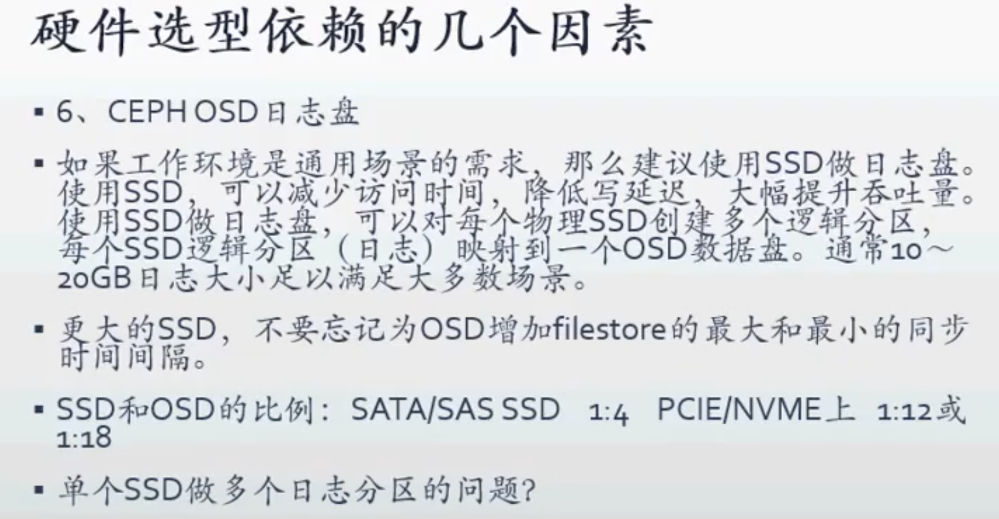 硬件选型依赖的几个因素
▪ 6、CEPH OSD日志盘
▪ 如果工作环境是通用场景的需求，那么建议使用SSD做日志盘。
使用SSD，可以减少访问时间，降低写延迟，大幅提升吞吐量。
使用SSD做日志盘，可以对每个物理SSD创建多个逻辑分区，
每个SSD逻辑分区（日志）映射到一个OSD数据盘。通常10～
20GB日志大小足以满足大多数场景。
▪ 更大的SSD，不要忘记为OSD增加filestore的最大和最小的同步
时间间隔。
▪ SSD和OSD的比例：SATA/SAS SSD 1:4 PCIE/NVME上 1:12或
1:18
▪ 单个SSD做多个日志分区的问题？